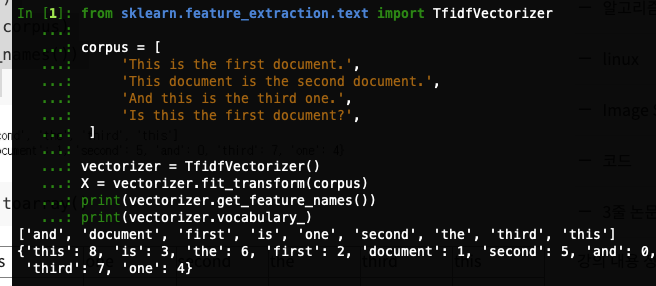 In [1]: from sklearn.feature_extraction.text import TfidfVectorizer
...:
...: corpus = [
...:      'This is the first document.',
...:      'This document is the second document.',
...:      'And this is the third one.',
...:      'Is this the first document?',
...:  ]
...:
...: vectorizer = TfidfVectorizer()
...: X = vectorizer.fit_transform(corpus)
...: print(vectorizer.get_feature_names())
...: print(vectorizer.vocabulary_)
['and', 'document', 'first', 'is', 'one', 'second', 'the', 'third', 'this']
{'this': 8, 'is': 3, 'the': 6, 'first': 2, 'document': 1, 'second': 5, 'and': 0,
'third': 7, 'one': 4}
linux
코드